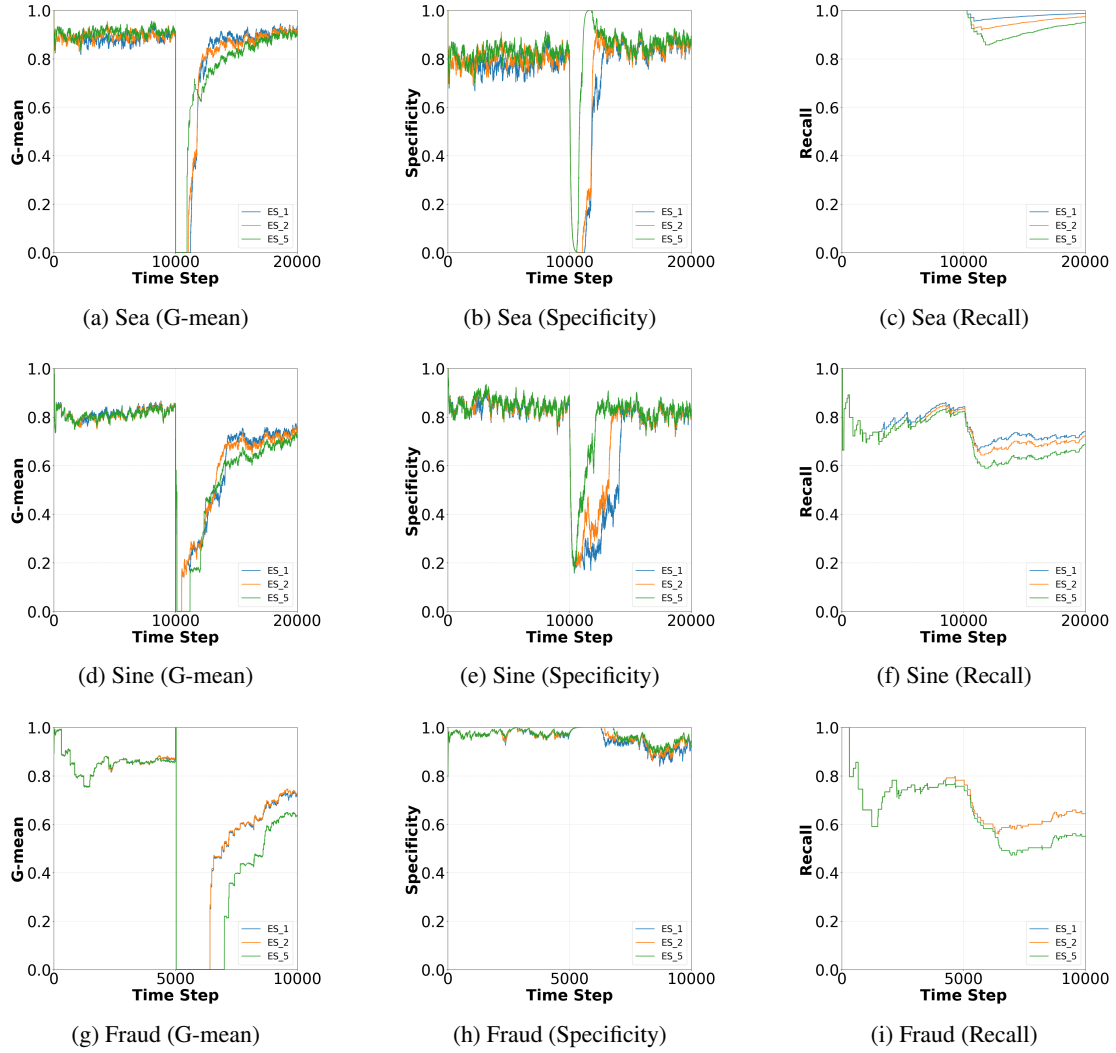 1.0
0.8
0.6
0.4
0.2
0.0
G-mean
ES_1
ES_2
ES_5
0
10000
20000
Time Step
(a) Sea (G-mean)
1.0
0.8
0.6
0.4
0.2
0.0
Specificity
ES_1
ES_2
ES_5
0
10000
20000
Time Step
(b) Sea (Specificity)
1.0
0.8
0.6
0.4
0.2
0.0
Recall
ES_1
ES_2
ES_5
0
10000
20000
Time Step
(c) Sea (Recall)
1.0
0.8
0.6
0.4
0.2
0.0
G-mean
ES_1
ES_2
ES_5
0
10000
20000
Time Step
(d) Sine (G-mean)
1.0
0.8
0.6
0.4
0.2
0.0
Specificity
ES_1
ES_2
ES_5
0
10000
20000
Time Step
(e) Sine (Specificity)
1.0
0.8
0.6
0.4
0.2
0.0
Recall
ES_1
ES_2
ES_5
0
10000
20000
Time Step
(f) Sine (Recall)
1.0
0.8
0.6
0.4
0.2
0.0
G-mean
ES_1
ES_2
ES_5
0
5000
10000
Time Step
(g) Fraud (G-mean)
1.0
0.8
0.6
0.4
0.2
0.0
Specificity
ES_1
ES_2
ES_5
0
5000
10000
Time Step
(h) Fraud (Specificity)
1.0
0.8
0.6
0.4
0.2
0.0
Recall
ES_1
ES_2
ES_5
0
5000
10000
Time Step
(i) Fraud (Recall)